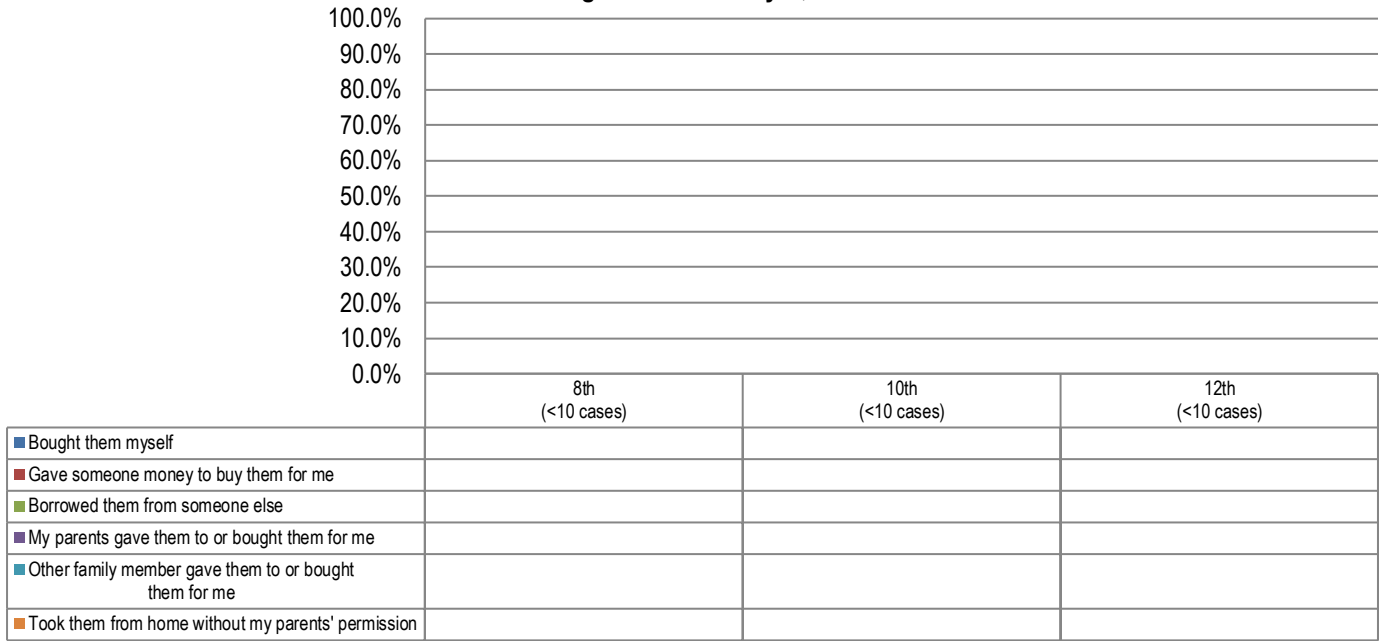 100.0%
90.0%
80.0%
70.0%
60.0%
50.0%
40.0%
30.0%
20.0%
10.0%
0.0%
8th 10th 12th
(<10 cases) (<10 cases) (<10 cases)
Bought them myself
Gave someone money to buy them for me
Borrowed them from someone else
My parents gave them to or bought them for me
Other family member gave them to or bought
them for me
Took them from home without my parents' permission